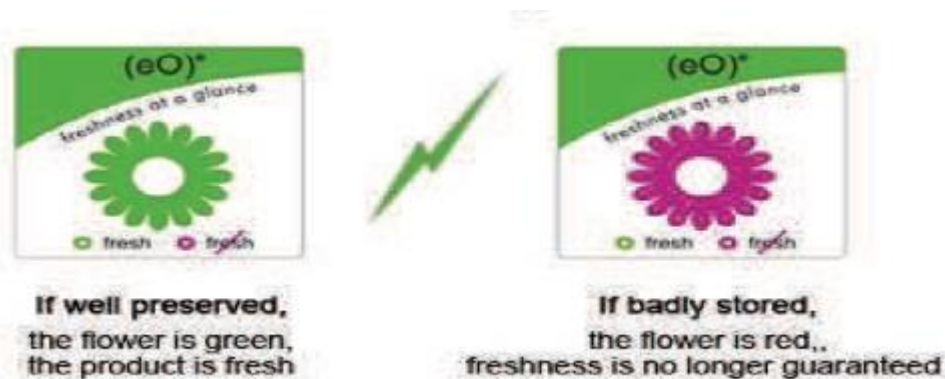 (eO)®
freshness at a glance
fresh fresh
If well preserved,
the flower is green,
the product is fresh
(eO)®
freshness at a glance
fresh fresh
If badly stored,
the flower is red,.
freshness is no longer guaranteed